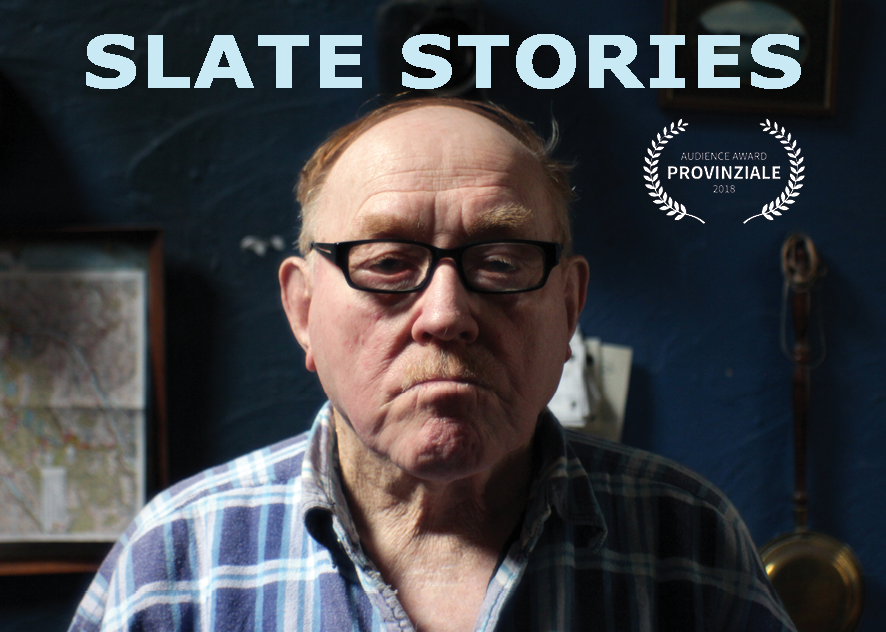 SLATE STORIES
AUDIENCE AWARD
PROVINZIALE
2018